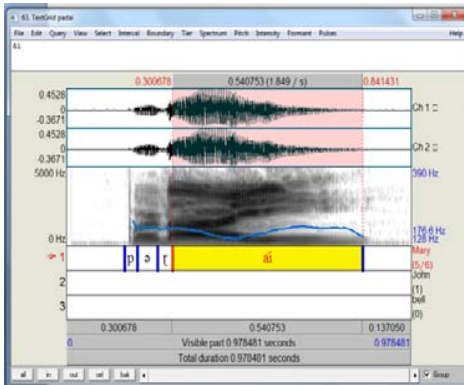 63. TextGrid padai
File Edit Query View Select Interval Boundary Tier Spectrum Pitch Intensity Formant Pulses Help
ãĩ
0.300678 0.540753 (1.849 / s) 0.841431
0.4528
0
-0.3671
Ch 1
0.4528
0
-0.3671
Ch 2
5000 Hz 390 Hz
176.6 Hz
0 Hz 128 Hz
1 p ə ɽ ãĩ Mary
(5/6)
2 John
(1)
3 bell
(0)
0.300678 0.540753 0.137050
0 Visible part 0.978481 seconds 0.978481
Total duration 0.978481 seconds
all in out sel bak Group